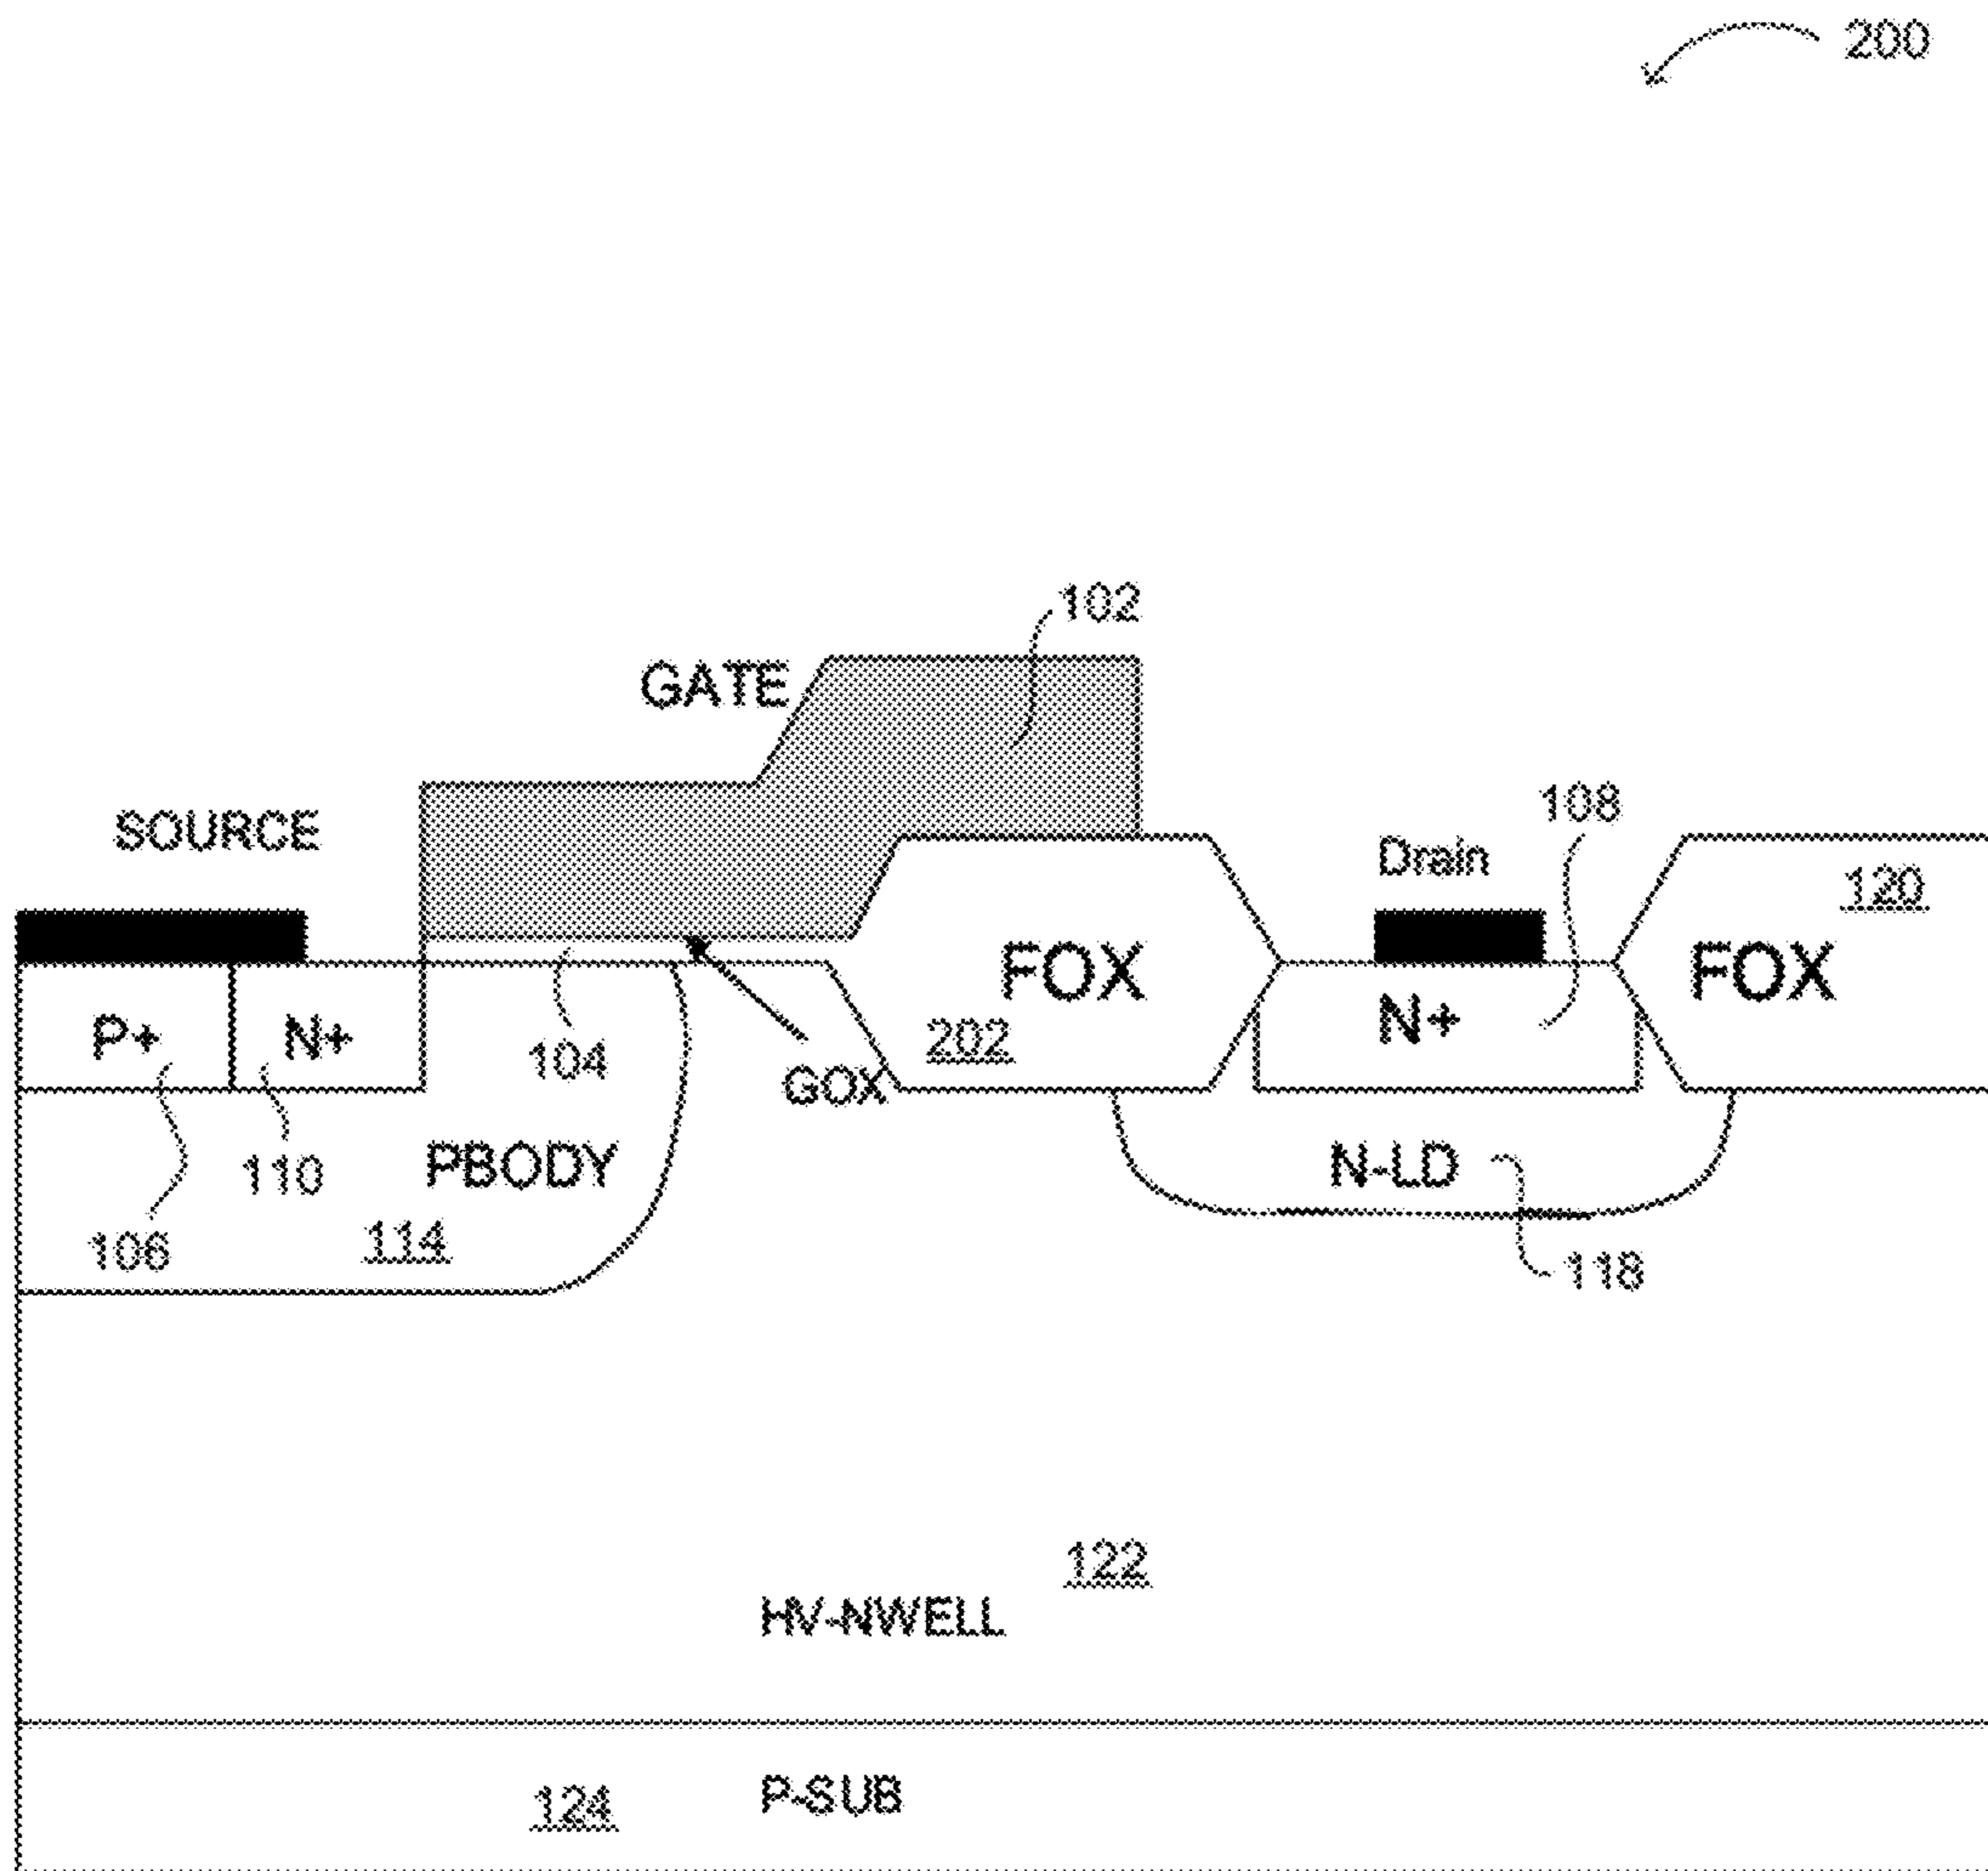 200
102
GATE
108
SOURCE
Drain
120
FOX
FOX
P+
N+
N+
202
104
GOX
110
PBODY
N-LD
106
114
118
122
HV-NWELL
124
P-SUB